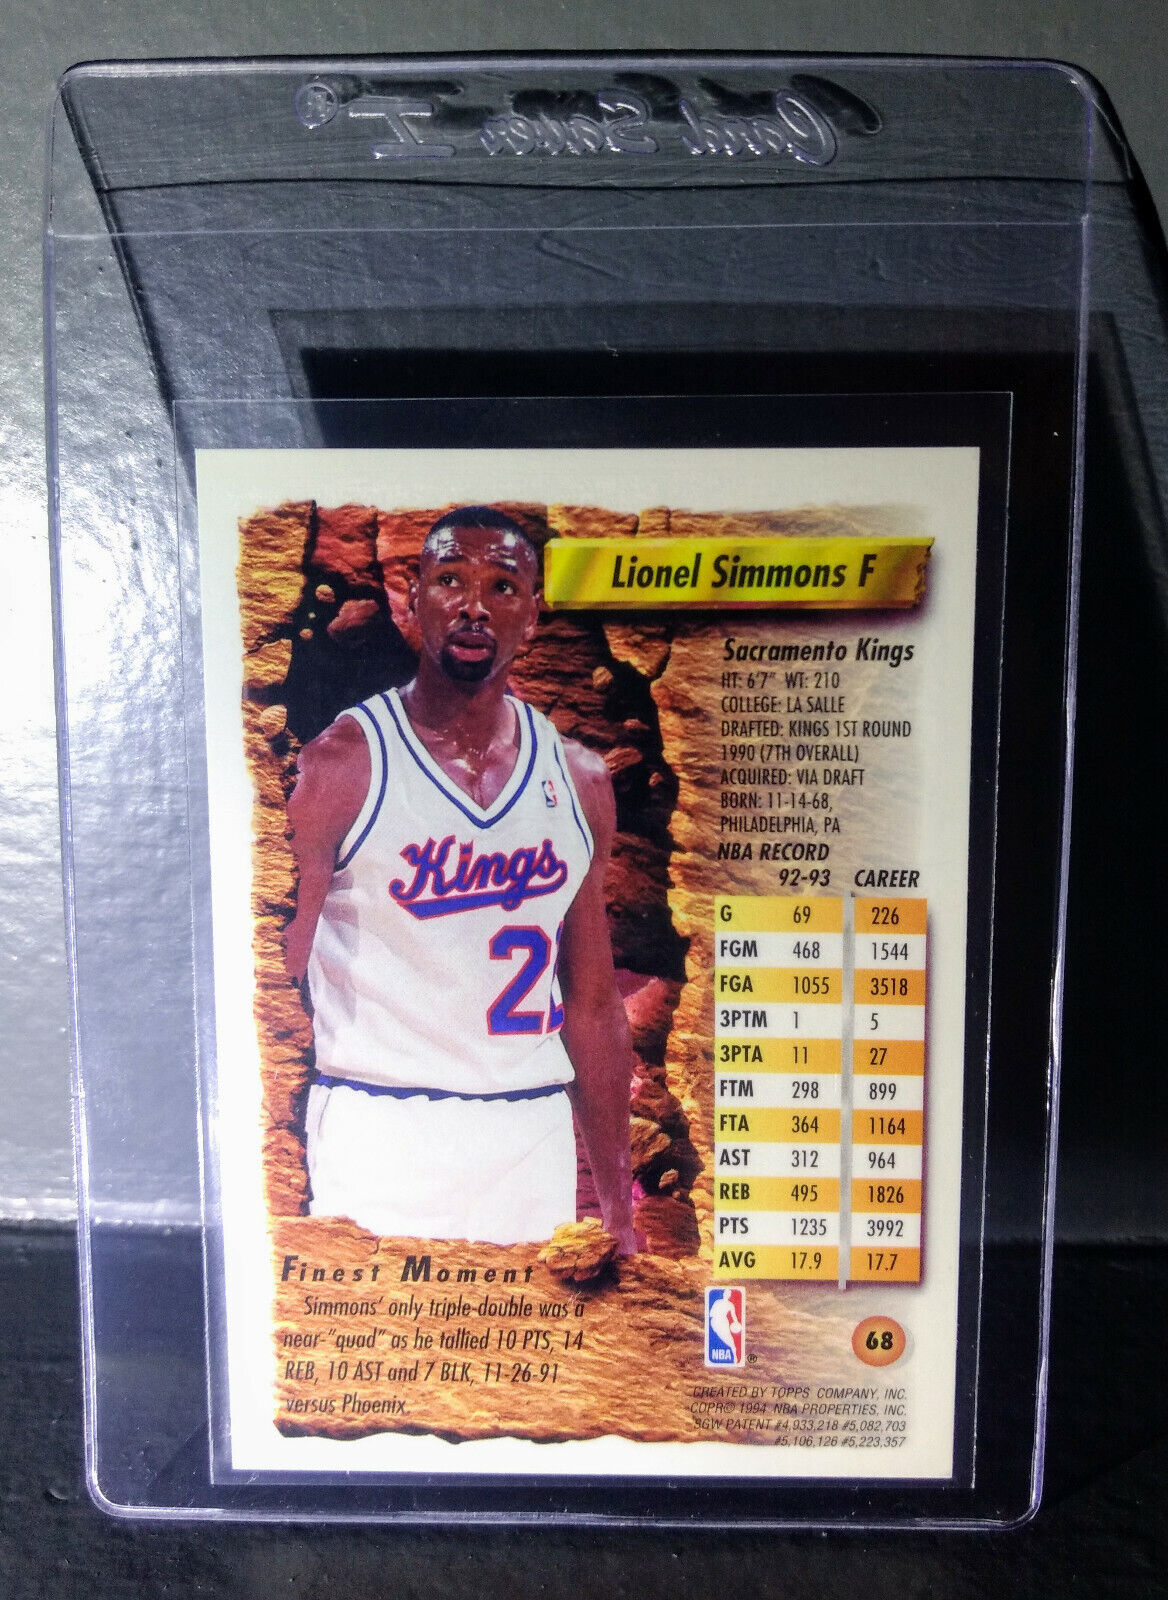 Card Saver I ®
Lionel Simmons F
Sacramento Kings
HT: 6'7" WT: 210
COLLEGE: LA SALLE
DRAFTED: KINGS 1ST ROUND
1990 (7TH OVERALL)
ACQUIRED: VIA DRAFT
BORN: 11-14-68,
PHILADELPHIA, PA
NBA RECORD
92-93 CAREER
G 69 226
FGM 468 1544
FGA 1055 3518
3PTM 1 5
3PTA 11 27
FTM 298 899
FTA 364 1164
AST 312 964
REB 495 1826
PTS 1235 3992
AVG 17.9 17.7
Kings
22
Finest Moment
Simmons' only triple-double was a
near-"quad" as he tallied 10 PTS, 14
REB, 10 AST and 7 BLK, 11-26-91
versus Phoenix.
NBA ®
68
CREATED BY TOPPS COMPANY, INC.
COPR© 1994 NBA PROPERTIES, INC.
SGW PATENT #4,933,218 #5,082,703
#5,106,126 #5,223,357